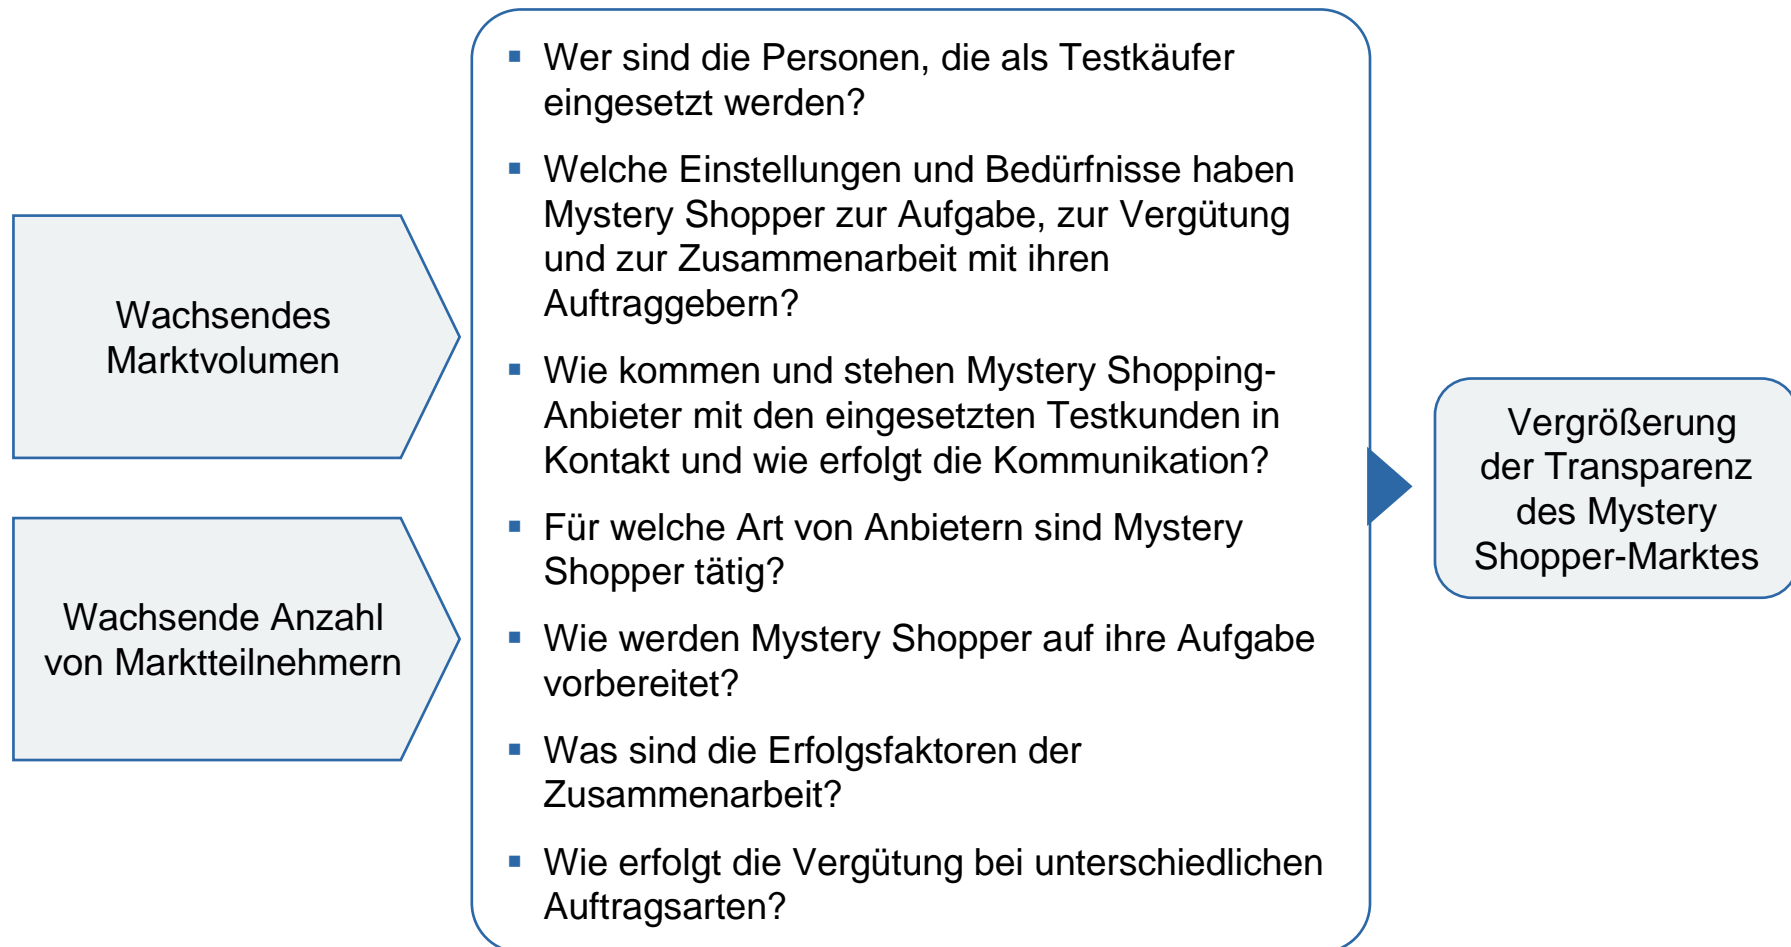 Wachsendes
Marktvolumen
Wachsende Anzahl
von Marktteilnehmern
▪ Wer sind die Personen, die als Testkäufer
eingesetzt werden?
▪ Welche Einstellungen und Bedürfnisse haben
Mystery Shopper zur Aufgabe, zur Vergütung
und zur Zusammenarbeit mit ihren
Auftraggebern?
▪ Wie kommen und stehen Mystery Shopping-
Anbieter mit den eingesetzten Testkunden in
Kontakt und wie erfolgt die Kommunikation?
▪ Für welche Art von Anbietern sind Mystery
Shopper tätig?
▪ Wie werden Mystery Shopper auf ihre Aufgabe
vorbereitet?
▪ Was sind die Erfolgsfaktoren der
Zusammenarbeit?
▪ Wie erfolgt die Vergütung bei unterschiedlichen
Auftragsarten?
Vergrößerung
der Transparenz
des Mystery
Shopper-Marktes